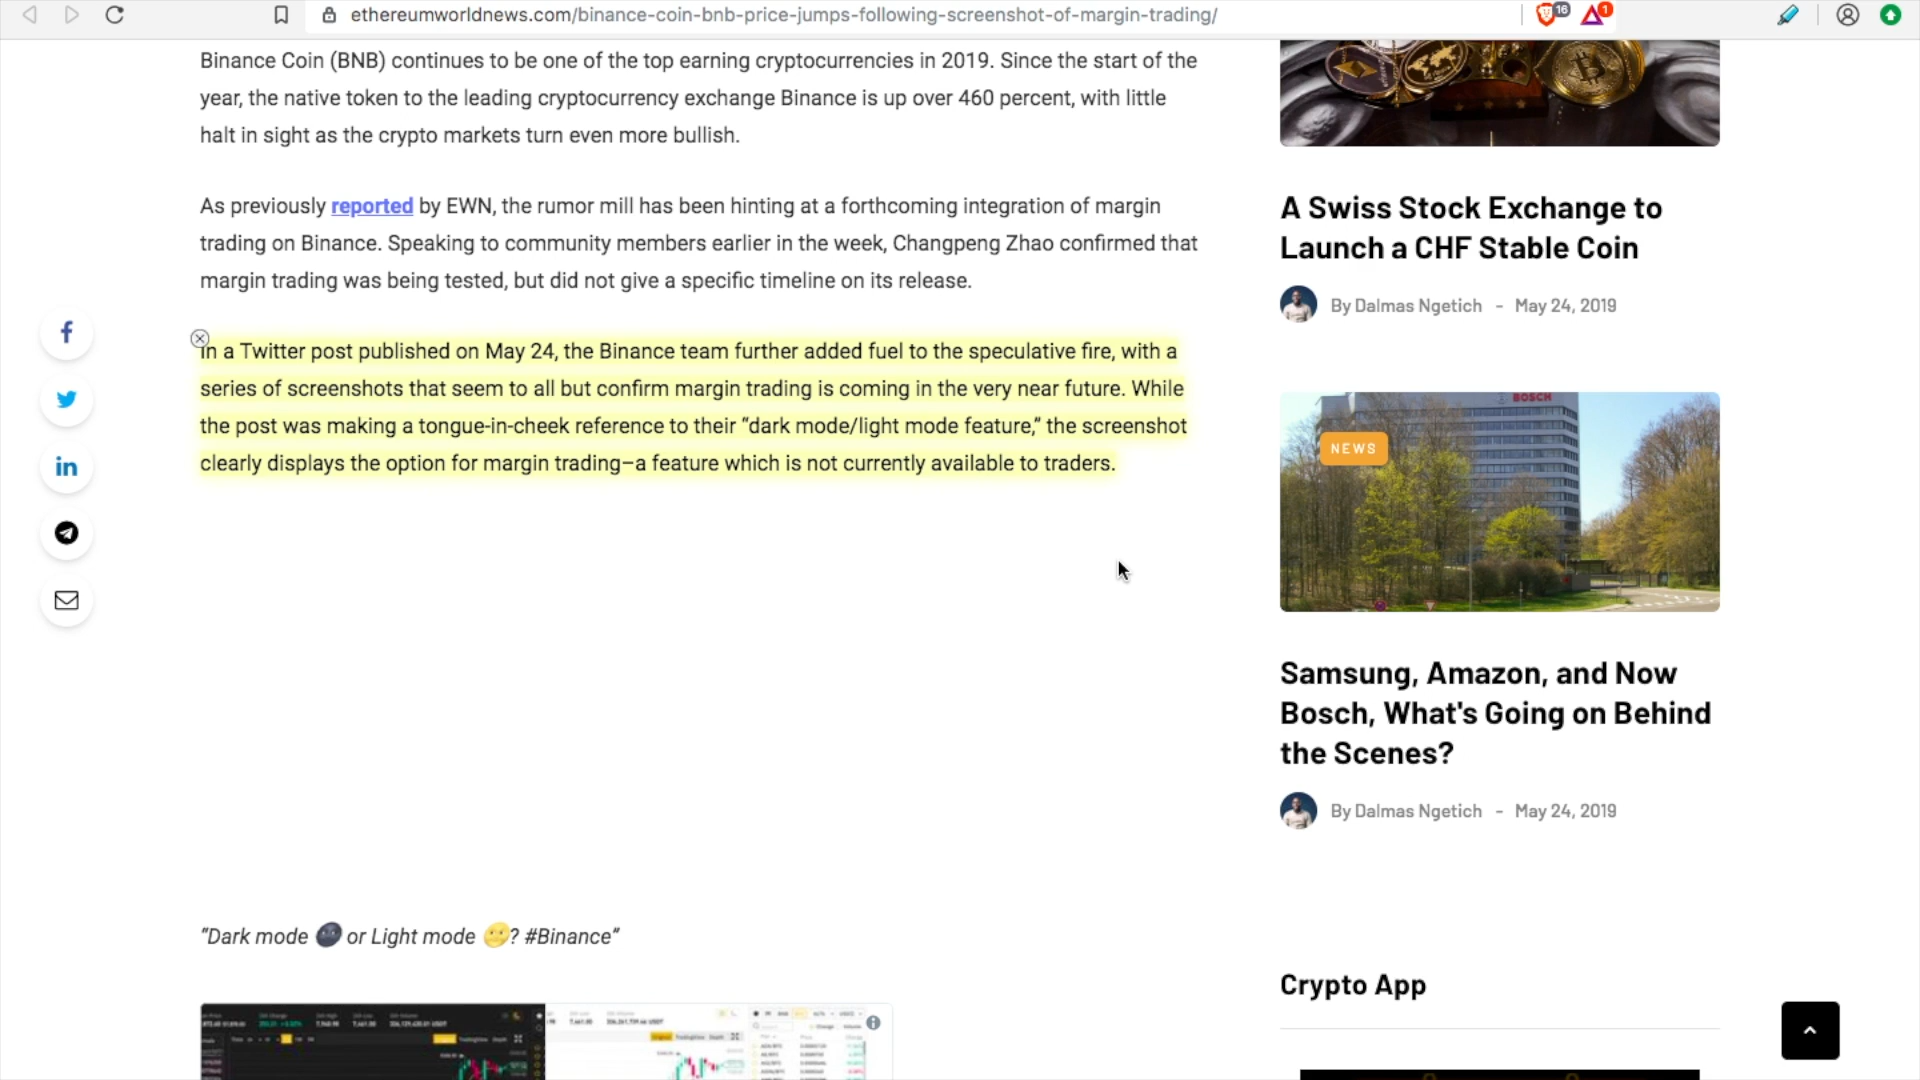 ethereumworldnews.com/binance-coin-bnb-price-jumps-following-screenshot-of-margin-trading/
16
1
Binance Coin (BNB) continues to be one of the top earning cryptocurrencies in 2019. Since the start of the
year, the native token to the leading cryptocurrency exchange Binance is up over 460 percent, with little
halt in sight as the crypto markets turn even more bullish.
As previously reported by EWN, the rumor mill has been hinting at a forthcoming integration of margin
trading on Binance. Speaking to community members earlier in the week, Changpeng Zhao confirmed that
margin trading was being tested, but did not give a specific timeline on its release.
In a Twitter post published on May 24, the Binance team further added fuel to the speculative fire, with a
series of screenshots that seem to all but confirm margin trading is coming in the very near future. While
the post was making a tongue-in-cheek reference to their “dark mode/light mode feature,” the screenshot
clearly displays the option for margin trading–a feature which is not currently available to traders.
“Dark mode 🌚 or Light mode 🌝? #Binance”
A Swiss Stock Exchange to
Launch a CHF Stable Coin
By Dalmas Ngetich - May 24, 2019
BOSCH
NEWS
Samsung, Amazon, and Now
Bosch, What's Going on Behind
the Scenes?
By Dalmas Ngetich - May 24, 2019
Crypto App